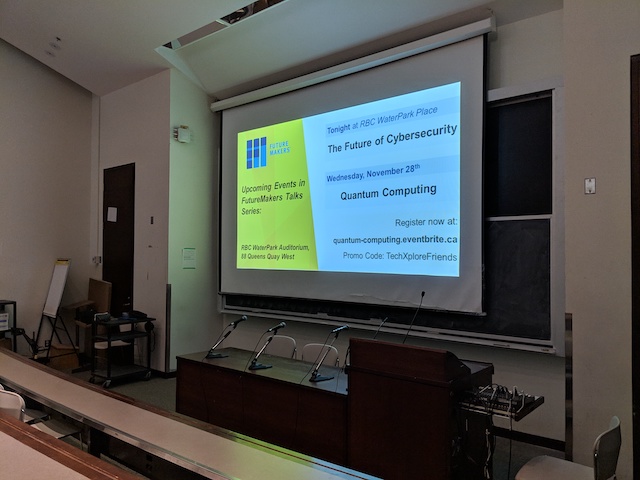 FUTURE
MAKERS
Upcoming Events in
FutureMakers Talks
Series:
RBC WaterPark Auditorium,
88 Queens Quay West
Tonight at RBC WaterPark Place
The Future of Cybersecurity
Wednesday, November 28th
Quantum Computing
Register now at:
quantum-computing.eventbrite.ca
Promo Code: TechXploreFriends